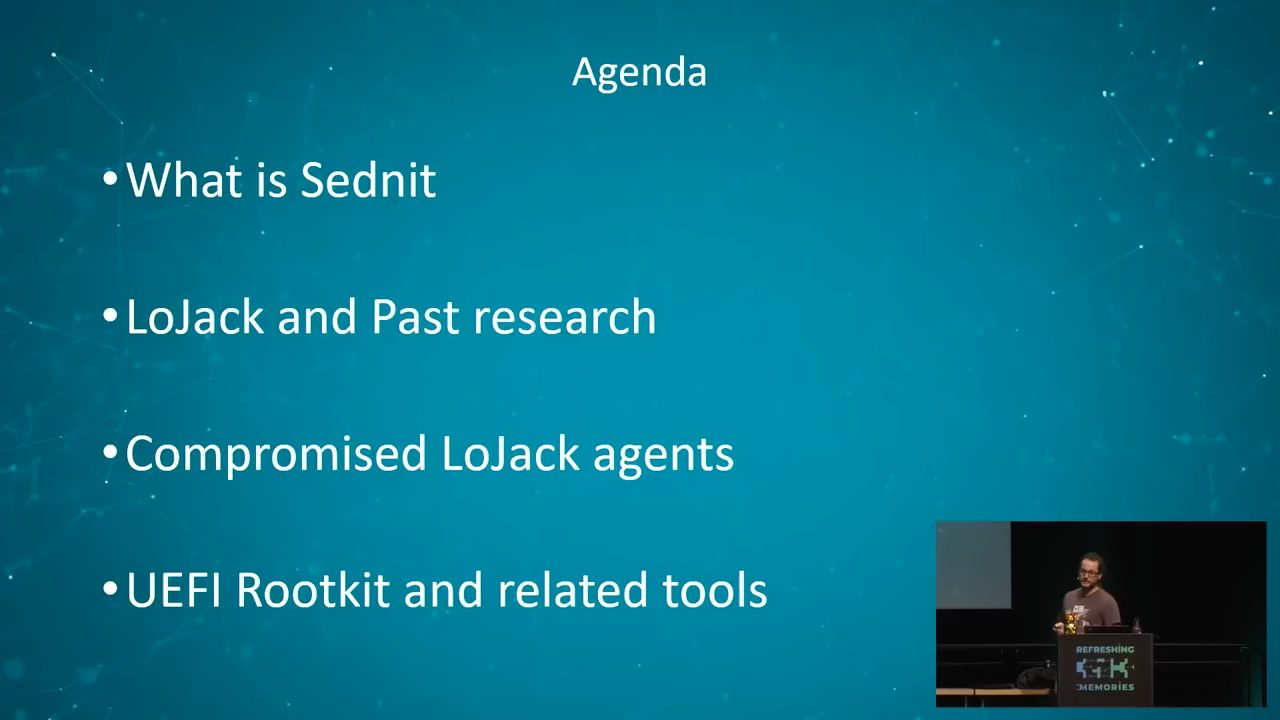 Agenda
•What is Sednit
•LoJack and Past research
•Compromised LoJack agents
•UEFI Rootkit and related tools
REFRESHING
MEMORIES